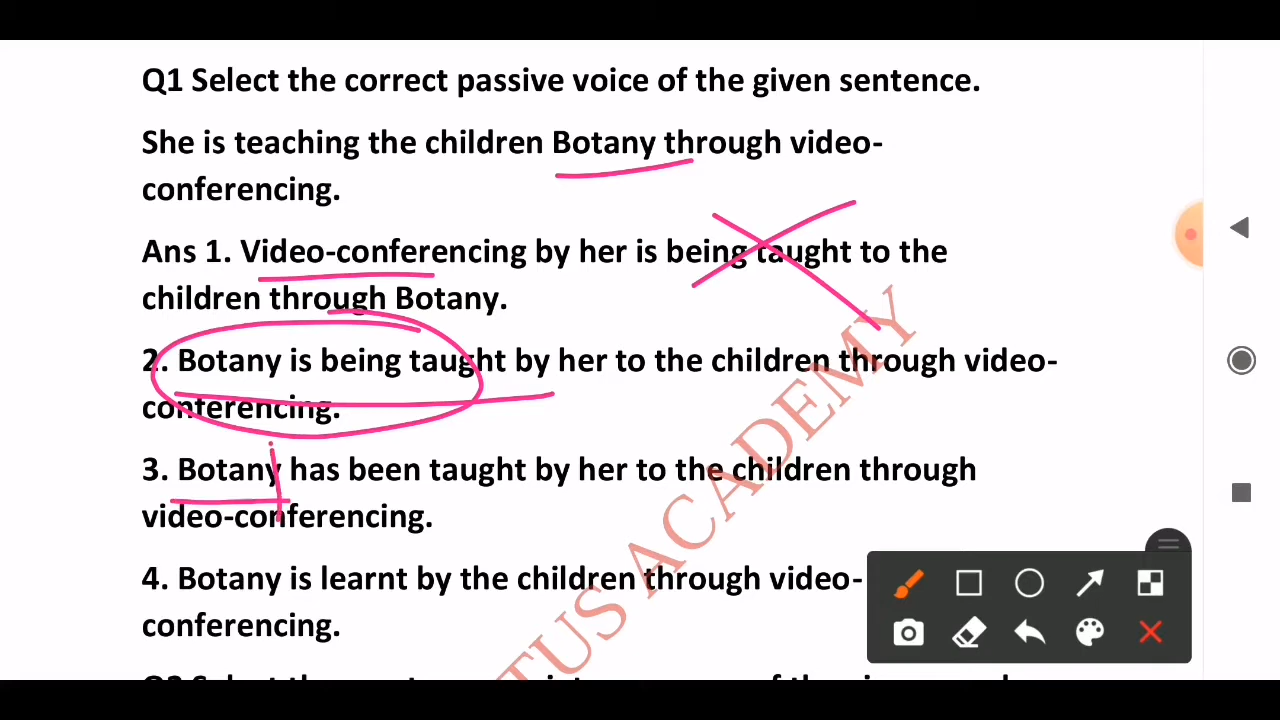 Q1 Select the correct passive voice of the given sentence.
She is teaching the children Botany through video-
conferencing.
Ans 1. Video-conferencing by her is being taught to the
children through Botany.
2. Botany is being taught by her to the children through video-
conferencing.
3. Botany has been taught by her to the children through
video-conferencing.
4. Botany is learnt by the children through video-
conferencing.
ACADEMY